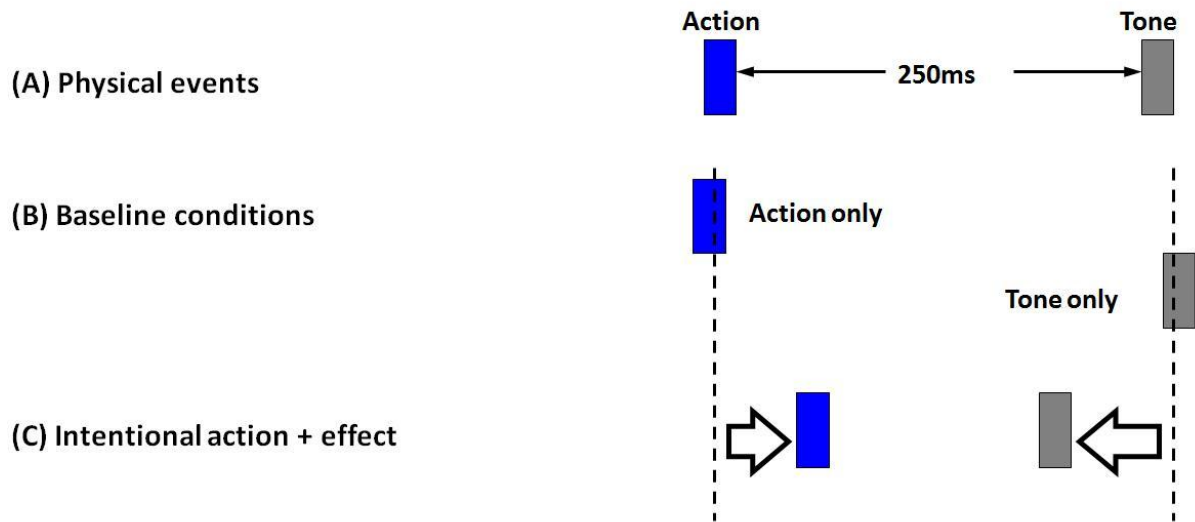 Action
Tone
(A) Physical events
250ms
(B) Baseline conditions
Action only
Tone only
(C) Intentional action + effect